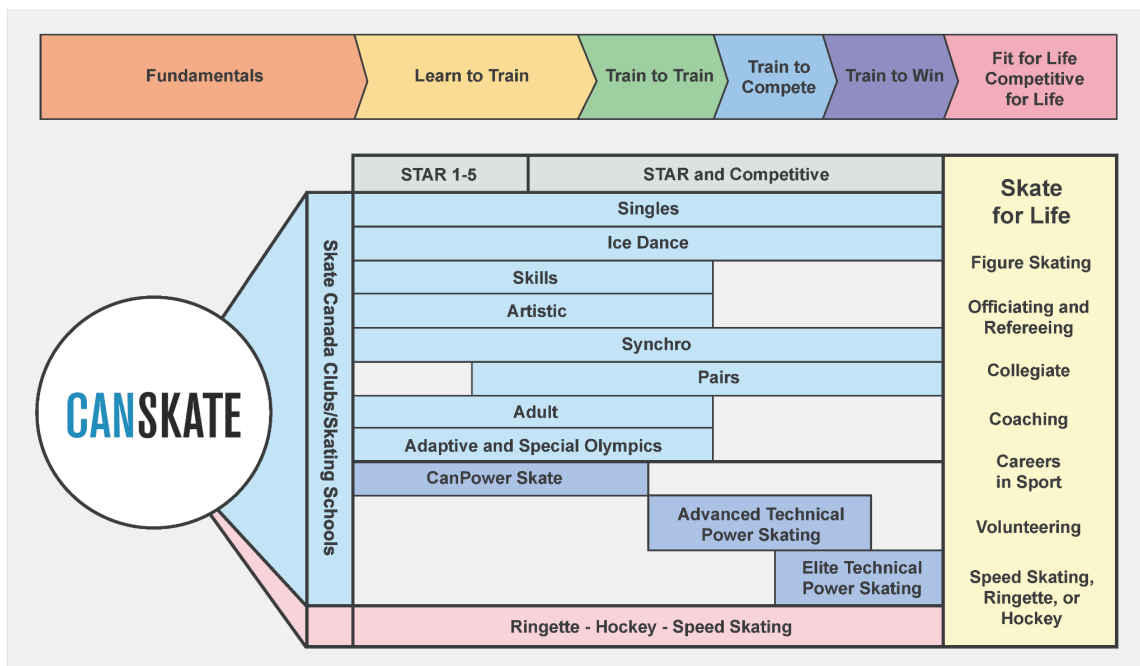 Fundamentals
Learn to Train
Train to Train
Train to
Compete
Train to Win
Fit for Life
Competitive
for Life
STAR 1-5
STAR and Competitive
Skate
for Life
Singles
Ice Dance
Skills
Artistic
Synchro
Pairs
Adult
Adaptive and Special Olympics
CanPower Skate
Advanced Technical
Power Skating
Elite Technical
Power Skating
Ringette - Hockey - Speed Skating
Skate Canada Clubs/Skating Schools
CANSKATE
Figure Skating
Officiating and
Refereeing
Collegiate
Coaching
Careers
in Sport
Volunteering
Speed Skating,
Ringette, or
Hockey